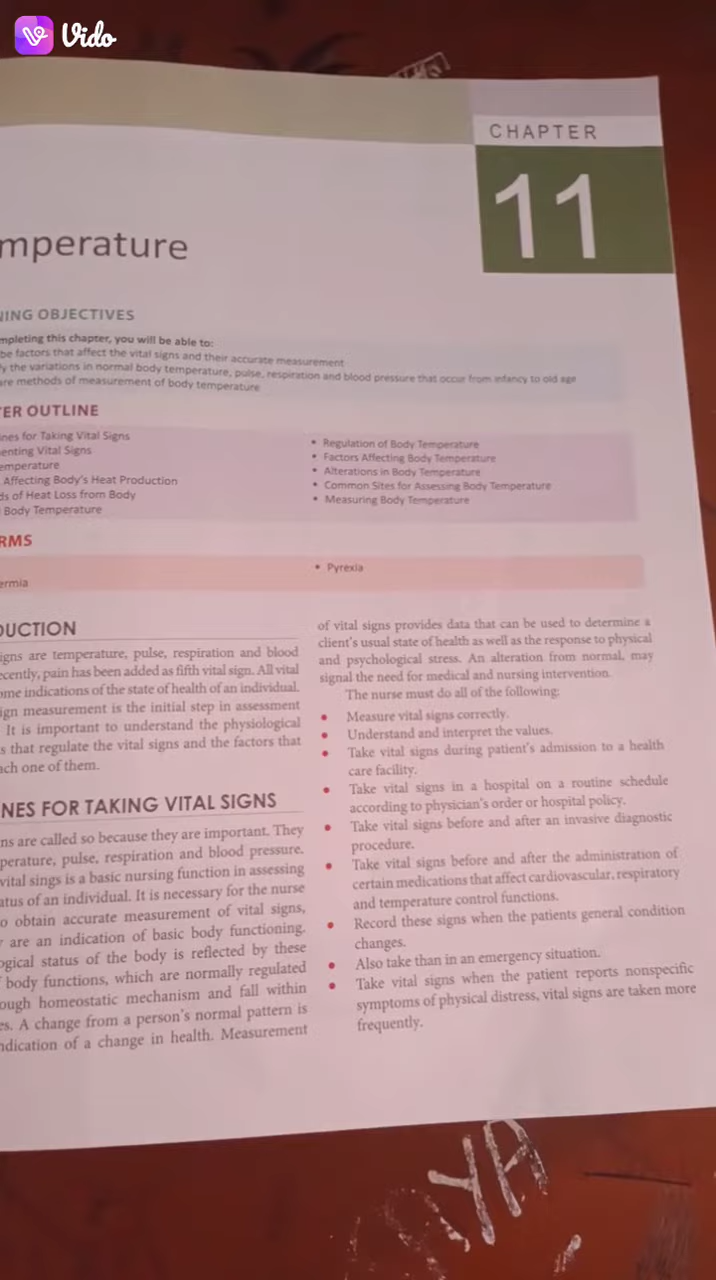 Vido
CHAPTER
11
mperature
NING OBJECTIVES
mpleting this chapter, you will be able to:
be factors that affect the vital signs and their accurate measurement
y the variations in normal body temperature, pulse, respiration and blood pressure that occur from infancy to old age
are methods of measurement of body temperature
ER OUTLINE
nes for Taking Vital Signs
enting Vital Signs
emperature
Affecting Body's Heat Production
ds of Heat Loss from Body
Body Temperature
• Regulation of Body Temperature
• Factors Affecting Body Temperature
• Alterations in Body Temperature
• Common Sites for Assessing Body Temperature
• Measuring Body Temperature
RMS
ermia
• Pyrexia
DUCTION
igns are temperature, pulse, respiration and blood
ecently, pain has been added as fifth vital sign. All vital
ome indications of the state of health of an individual.
ign measurement is the initial step in assessment
It is important to understand the physiological
s that regulate the vital signs and the factors that
ach one of them.
NES FOR TAKING VITAL SIGNS
ns are called so because they are important. They
perature, pulse, respiration and blood pressure.
vital sings is a basic nursing function in assessing
atus of an individual. It is necessary for the nurse
o obtain accurate measurement of vital signs,
are an indication of basic body functioning.
ogical status of the body is reflected by these
body functions, which are normally regulated
ough homeostatic mechanism and fall within
es. A change from a person's normal pattern is
ndication of a change in health. Measurement
of vital signs provides data that can be used to determine a
client's usual state of health as well as the response to physical
and psychological stress. An alteration from normal, may
signal the need for medical and nursing intervention.
The nurse must do all of the following:
• Measure vital signs correctly.
• Understand and interpret the values.
• Take vital signs during patient's admission to a health
care facility.
• Take vital signs in a hospital on a routine schedule
according to physician's order or hospital policy.
• Take vital signs before and after an invasive diagnostic
procedure.
• Take vital signs before and after the administration of
certain medications that affect cardiovascular, respiratory
and temperature control functions.
• Record these signs when the patients general condition
changes.
• Also take than in an emergency situation.
• Take vital signs when the patient reports nonspecific
symptoms of physical distress, vital signs are taken more
frequently.